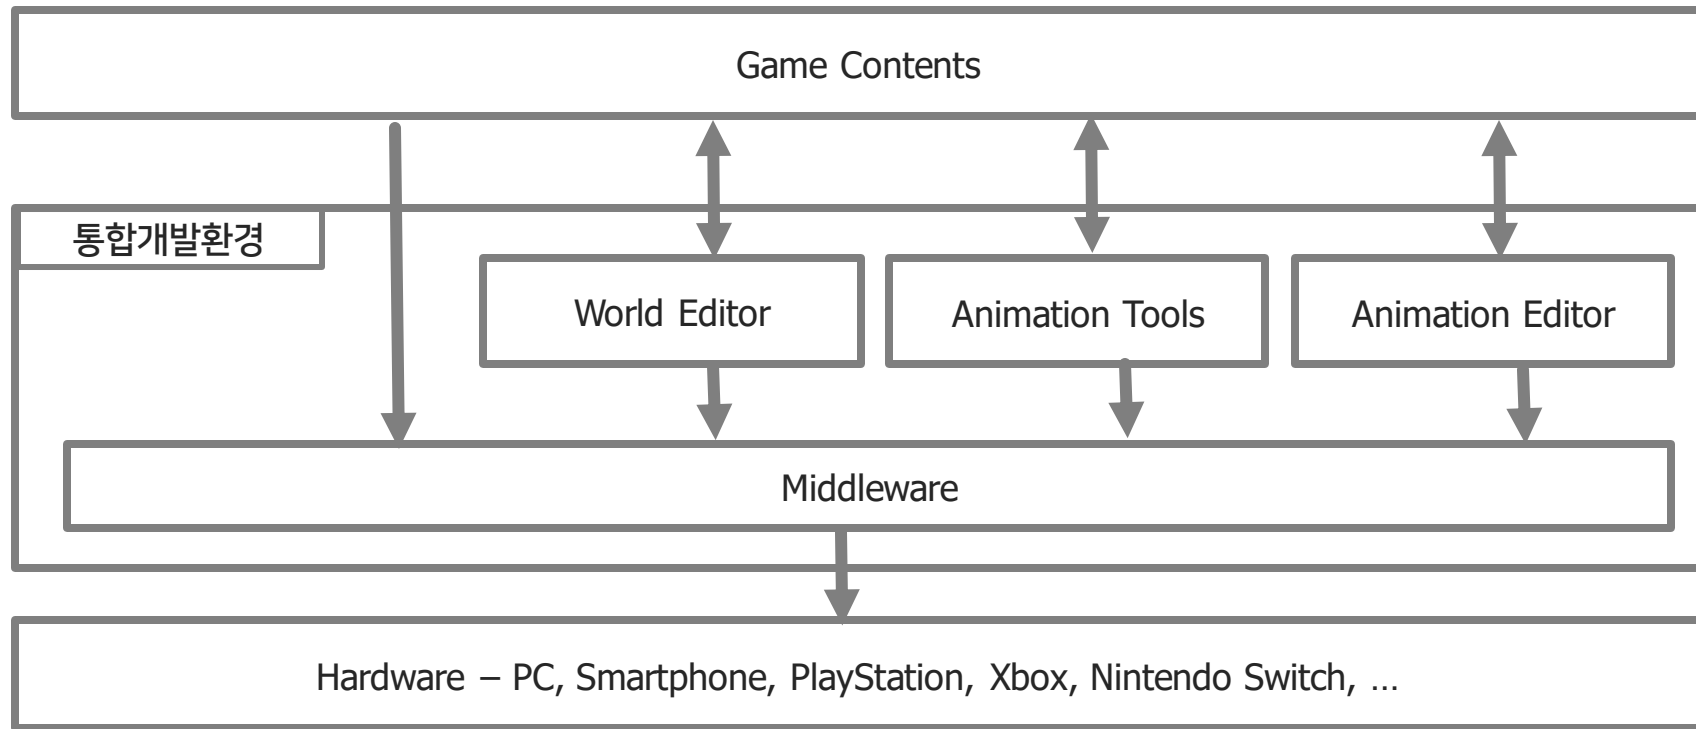 Game Contents
통합개발환경
World Editor
Animation Tools
Animation Editor
Middleware
Hardware – PC, Smartphone, PlayStation, Xbox, Nintendo Switch, …